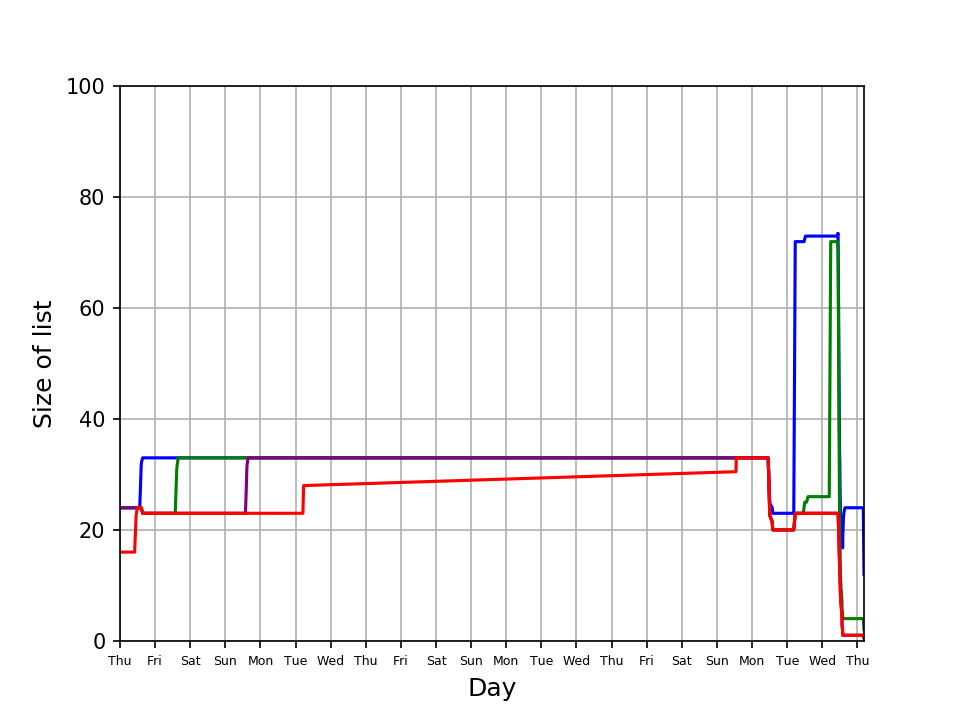 100
80
60
40
20
0
Size of list
Thu Fri Sat Sun Mon Tue Wed Thu Fri Sat Sun Mon Tue Wed Thu Fri Sat Sun Mon Tue Wed Thu
Day